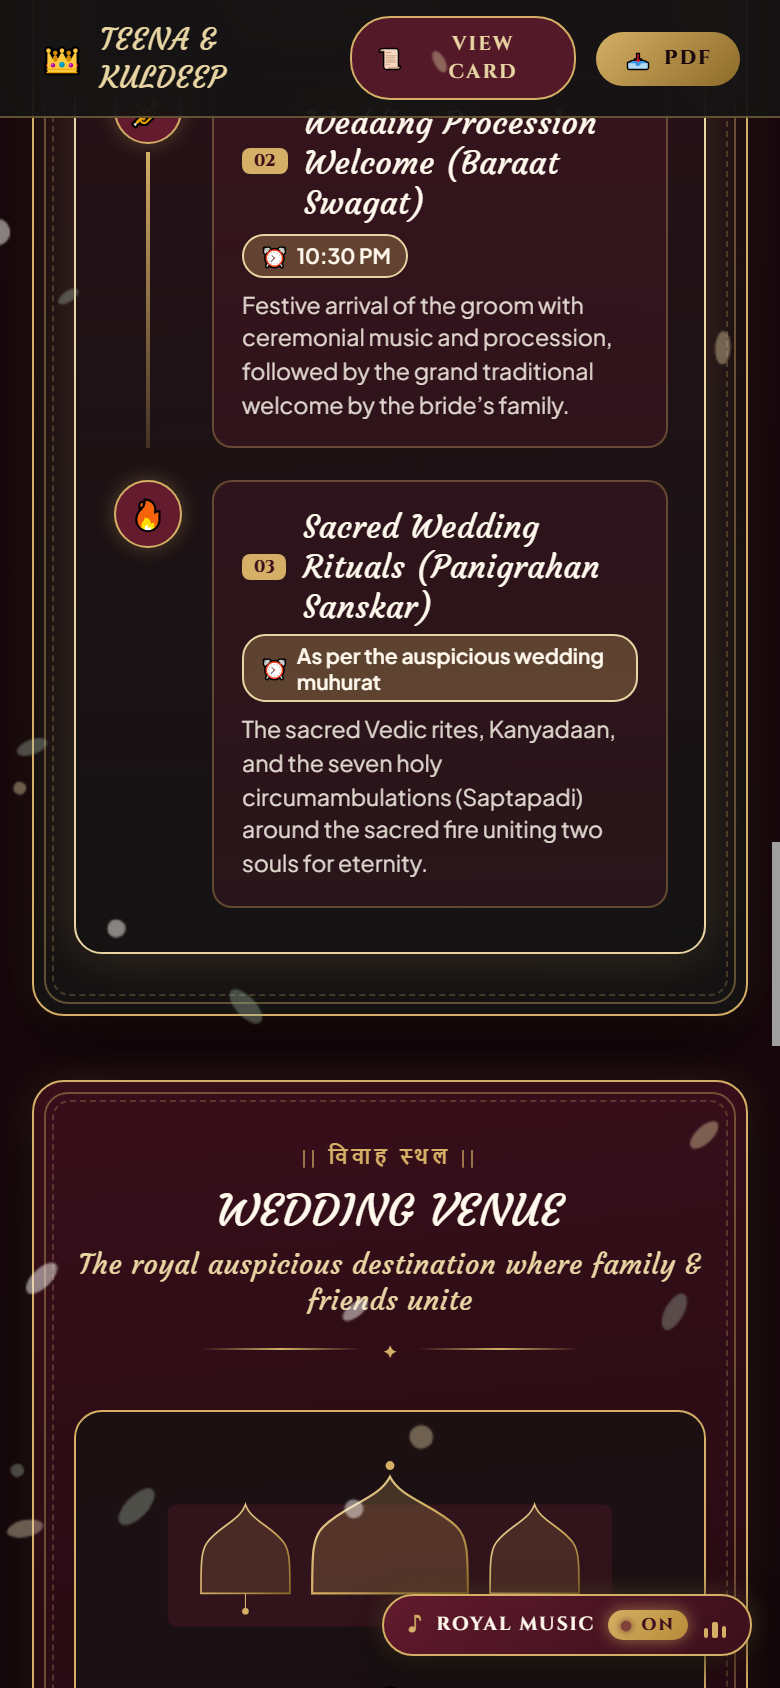 TEENA &
KULDEEP
VIEW
CARD
PDF
Wedding Procession
02
Welcome (Baraat
Swagat)
10:30 PM
Festive arrival of the groom with
ceremonial music and procession,
followed by the grand traditional
welcome by the bride’s family.
Sacred Wedding
03
Rituals (Panigrahan
Sanskar)
As per the auspicious wedding
muhurat
The sacred Vedic rites, Kanyadaan,
and the seven holy
circumambulations (Saptapadi)
around the sacred fire uniting two
souls for eternity.
|| विवाह स्थल ||
WEDDING VENUE
The royal auspicious destination where family &
friends unite
ROYAL MUSIC ON